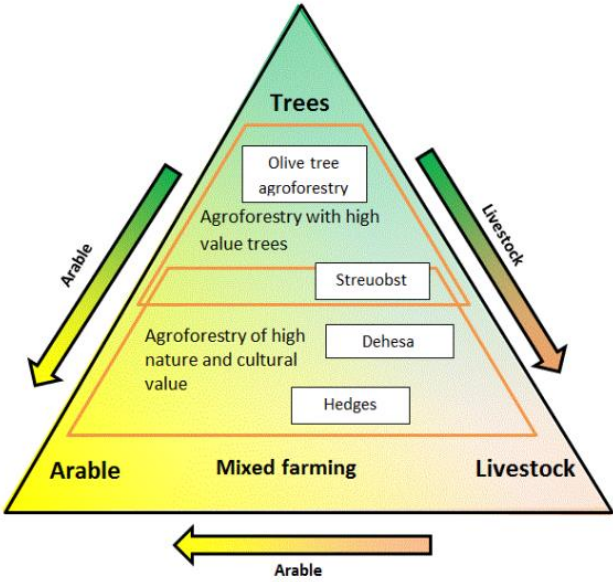 Trees
Olive tree
agroforestry
Agroforestry with high
value trees
Arable
Livestock
Streuobst
Agroforestry of high
nature and cultural
value
Dehesa
Hedges
Arable
Mixed farming
Livestock
Arable